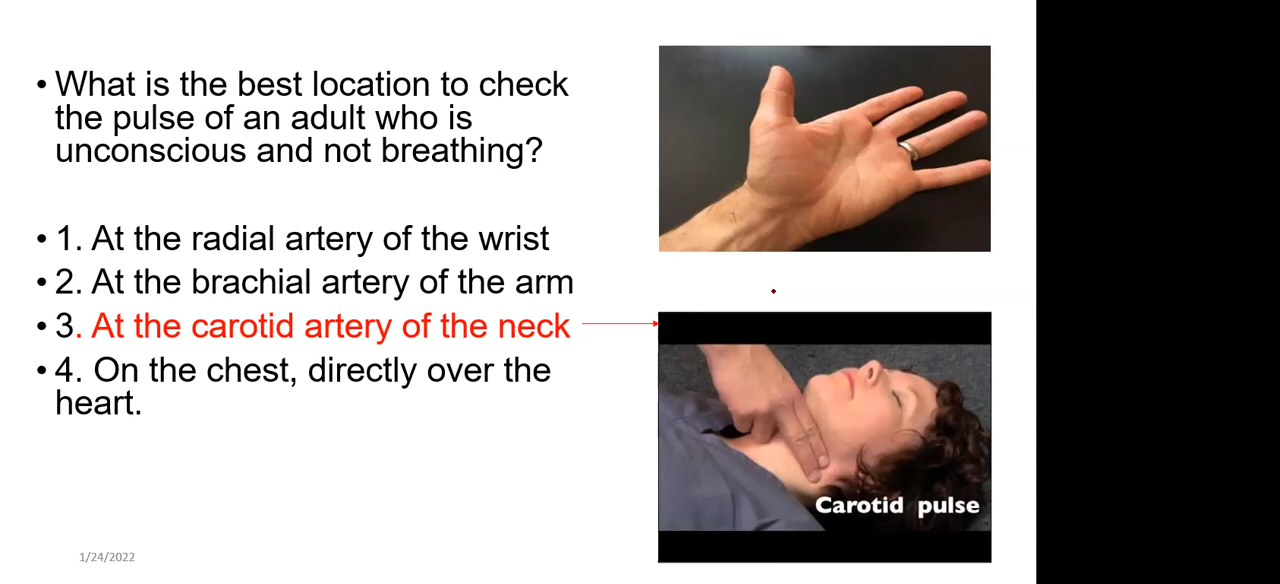 • What is the best location to check
the pulse of an adult who is
unconscious and not breathing?
• 1. At the radial artery of the wrist
• 2. At the brachial artery of the arm
• 3. At the carotid artery of the neck
• 4. On the chest, directly over the
heart.
Carotid pulse
1/24/2022